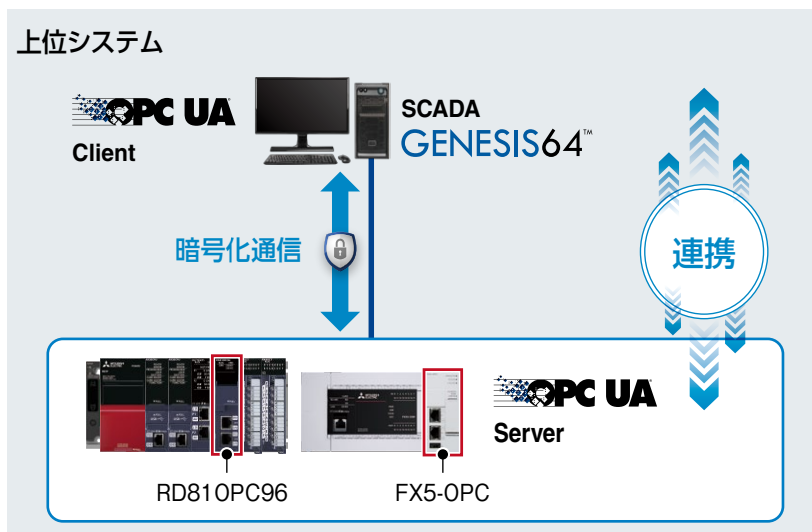 上位システム
OPC UA
Client
SCADA
GENESIS64™
暗号化通信
連携
OPC UA
Server
RD81OPC96
FX5-OPC